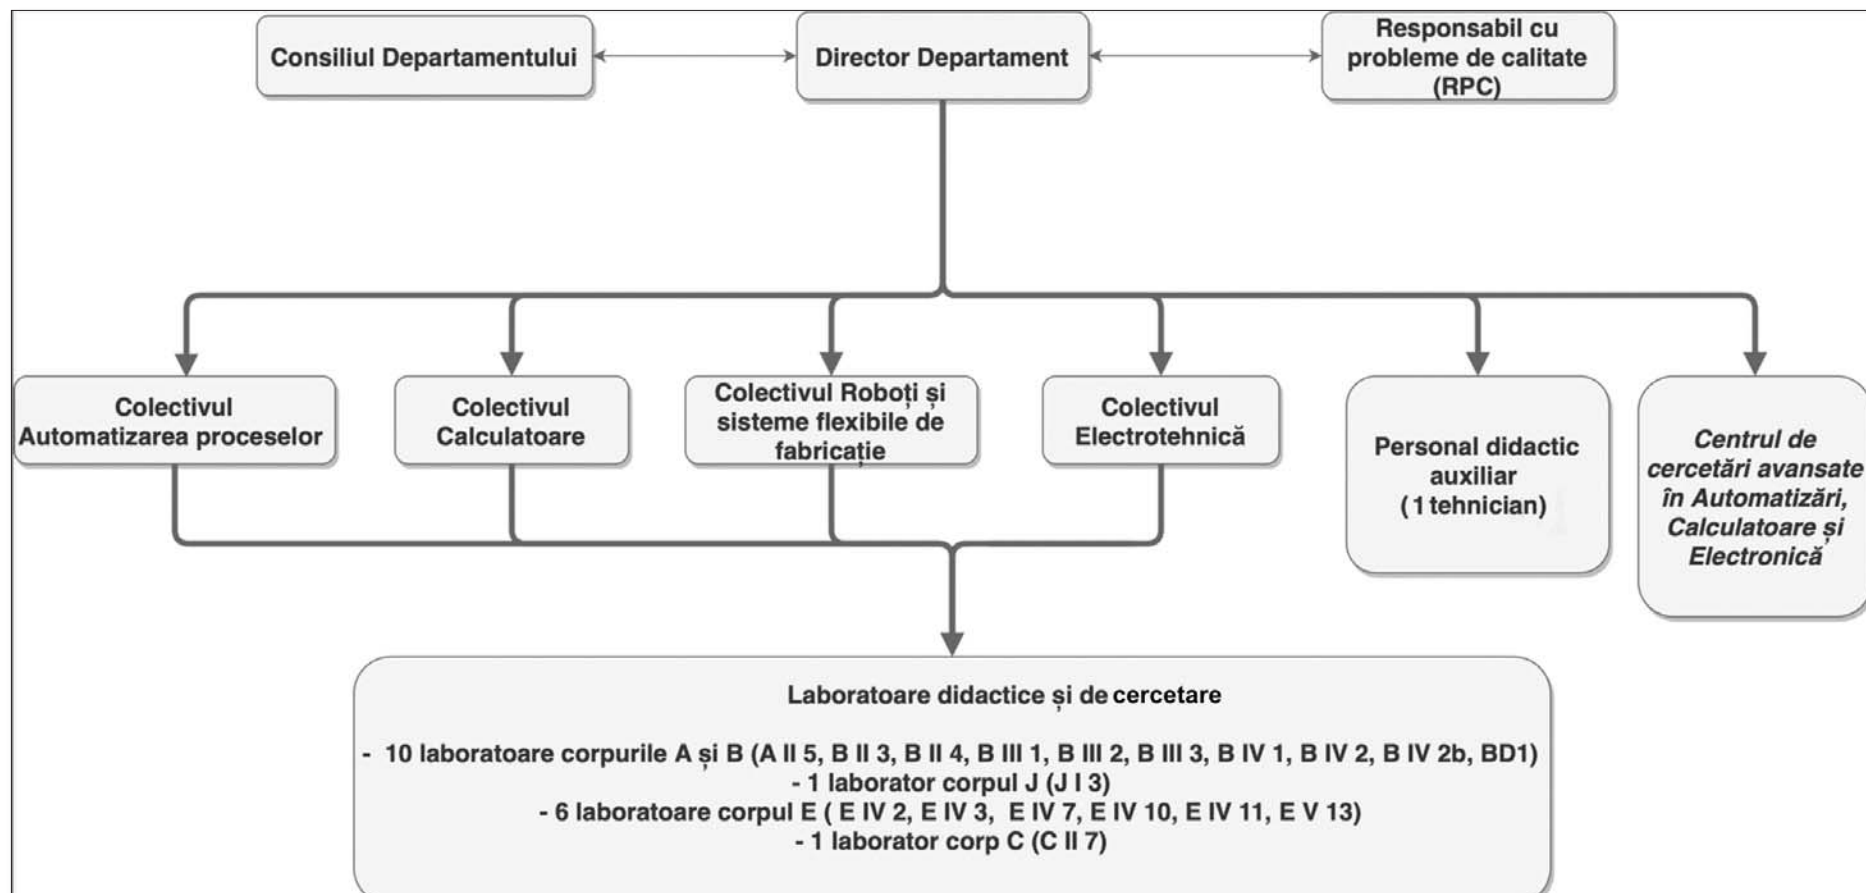 Consiliul Departamentului
Director Departament
Responsabil cu
probleme de calitate
(RPC)
Colectivul
Automatizarea proceselor
Colectivul
Calculatoare
Colectivul Roboți și
sisteme flexibile de
fabricație
Colectivul
Electrotehnică
Personal didactic
auxiliar
( 1 tehnician)
Centrul de
cercetări avansate
în Automatizări,
Calculatoare și
Electronică
Laboratoare didactice și de cercetare
- 10 laboratoare corpurile A și B (A II 5, B II 3, B II 4, B III 1, B III 2, B III 3, B IV 1, B IV 2, B IV 2b, BD1)
- 1 laborator corpul J (J I 3)
- 6 laboratoare corpul E ( E IV 2, E IV 3, E IV 7, E IV 10, E IV 11, E V 13)
- 1 laborator corp C (C II 7)